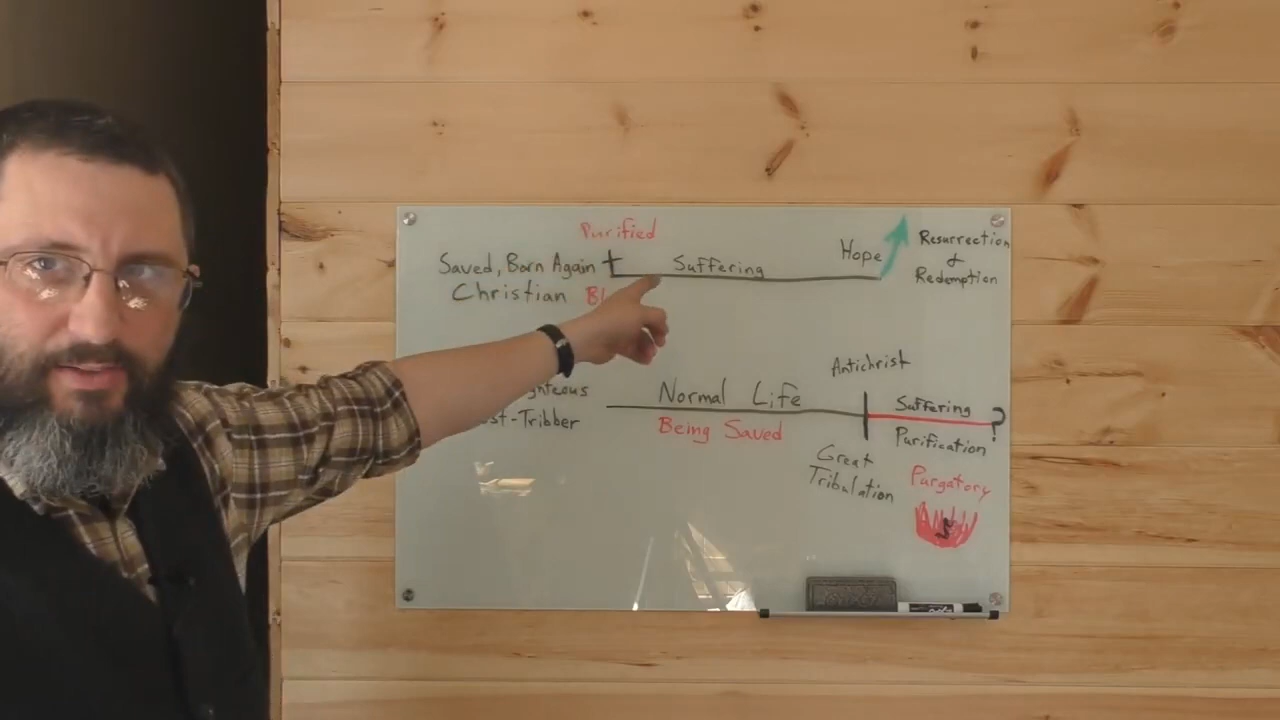 Purified
Saved, Born Again
Christian
Suffering
Hope
Resurrection
&
Redemption
Normal Life
Being Saved
Post-Tribber
Antichrist
Great
Tribulation
Suffering
?
Purification
Purgatory